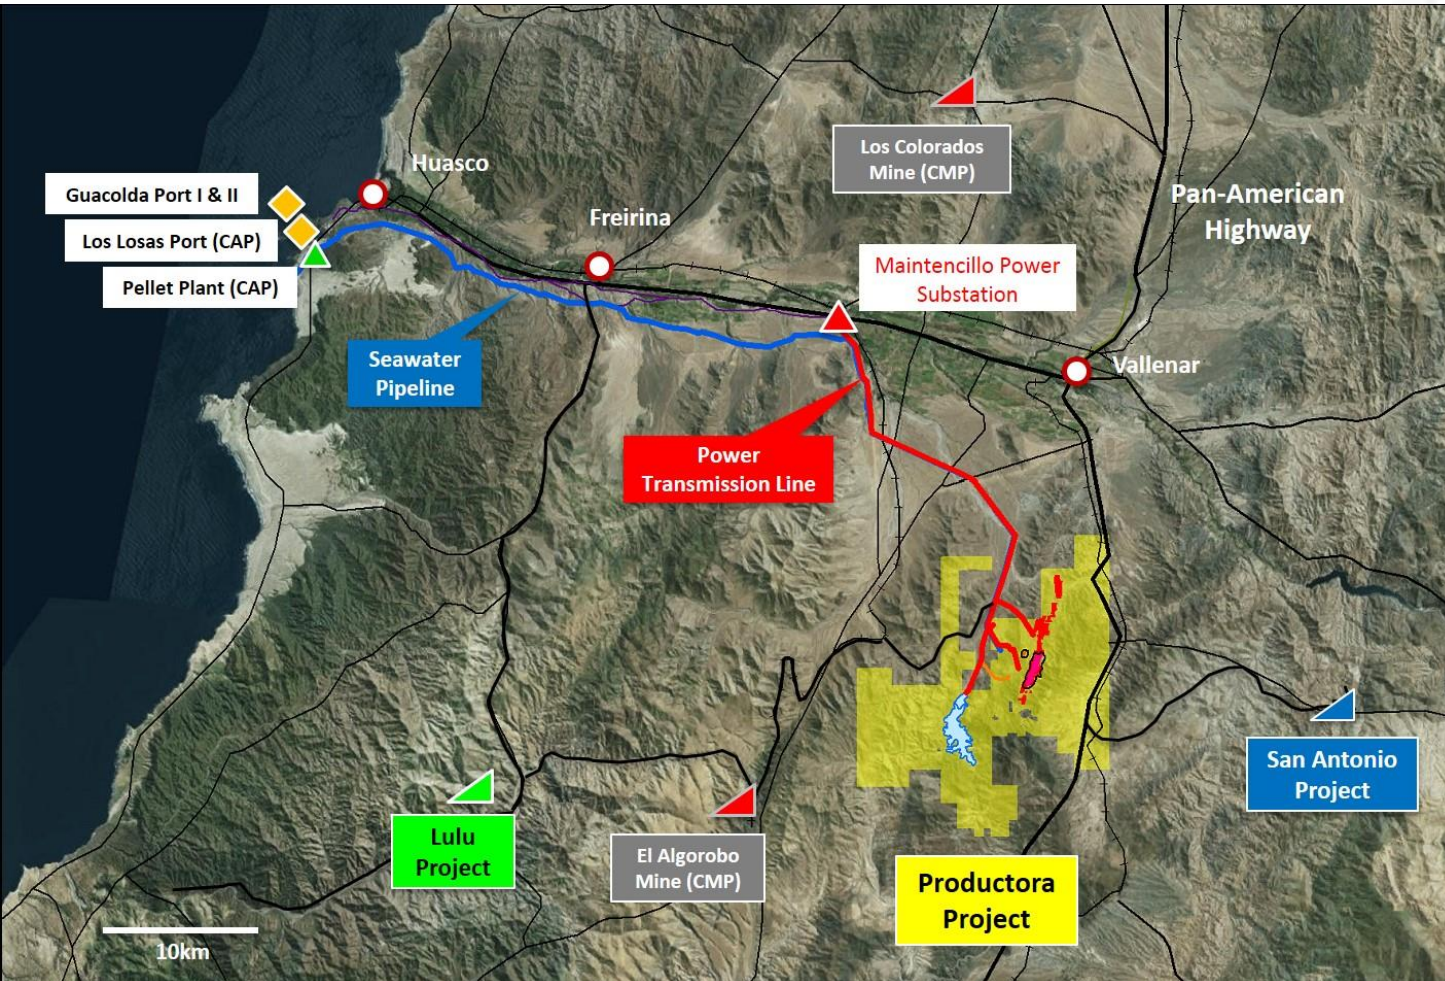 Huasco
Guacolda Port I & II
Los Losas Port (CAP)
Pellet Plant (CAP)
Freirina
Los Colorados
Mine (CMP)
Pan-American
Highway
Maintencillo Power
Substation
Vallenar
Seawater
Pipeline
Power
Transmission Line
San Antonio
Project
Lulu
Project
El Algorobo
Mine (CMP)
Productora
Project
10km